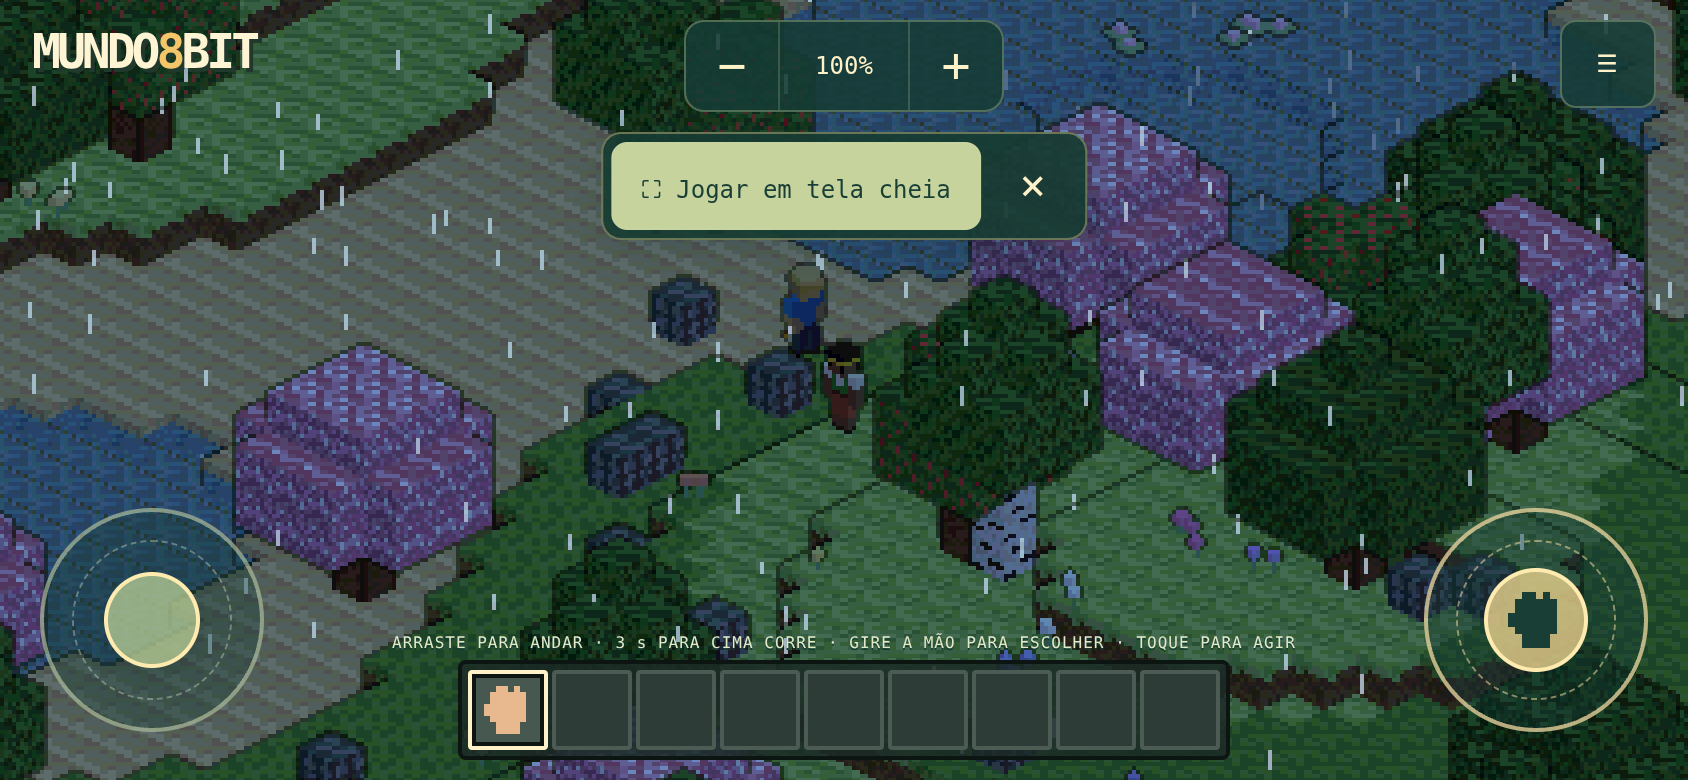 MUNDO8BIT
− 100% +
☰
⛶ Jogar em tela cheia ✕
ARRASTE PARA ANDAR · 3 s PARA CIMA CORRE · GIRE A MÃO PARA ESCOLHER · TOQUE PARA AGIR